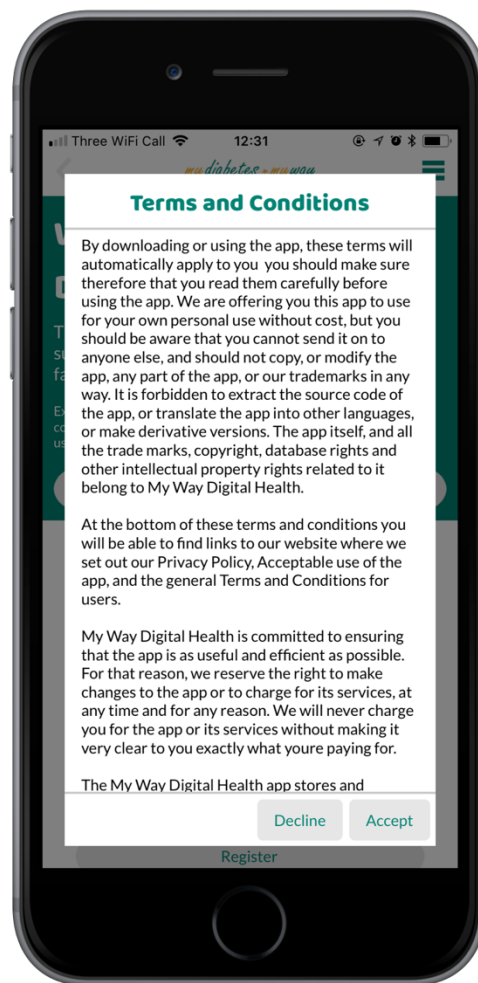 Three WiFi Call 12:31
my diabetes - my way
Terms and Conditions
By downloading or using the app, these terms will
automatically apply to you  you should make sure
therefore that you read them carefully before
using the app. We are offering you this app to use
for your own personal use without cost, but you
should be aware that you cannot send it on to
anyone else, and should not copy, or modify the
app, any part of the app, or our trademarks in any
way. It is forbidden to extract the source code of
the app, or translate the app into other languages,
or make derivative versions. The app itself, and all
the trade marks, copyright, database rights and
other intellectual property rights related to it
belong to My Way Digital Health.
At the bottom of these terms and conditions you
will be able to find links to our website where we
set out our Privacy Policy, Acceptable use of the
app, and the general Terms and Conditions for
users.
My Way Digital Health is committed to ensuring
that the app is as useful and efficient as possible.
For that reason, we reserve the right to make
changes to the app or to charge for its services, at
any time and for any reason. We will never charge
you for the app or its services without making it
very clear to you exactly what youre paying for.
The My Way Digital Health app stores and
Decline Accept
Register